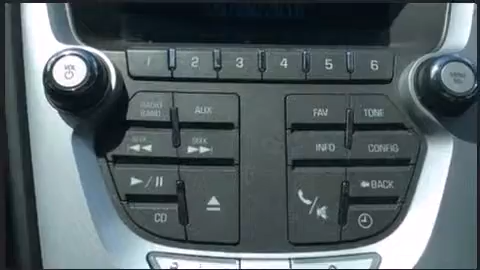 VOL
1 2 3 4 5 6
RADIO BAND AUX
FAV TONE
SEEK SEEK
INFO CONFIG
BACK
CD